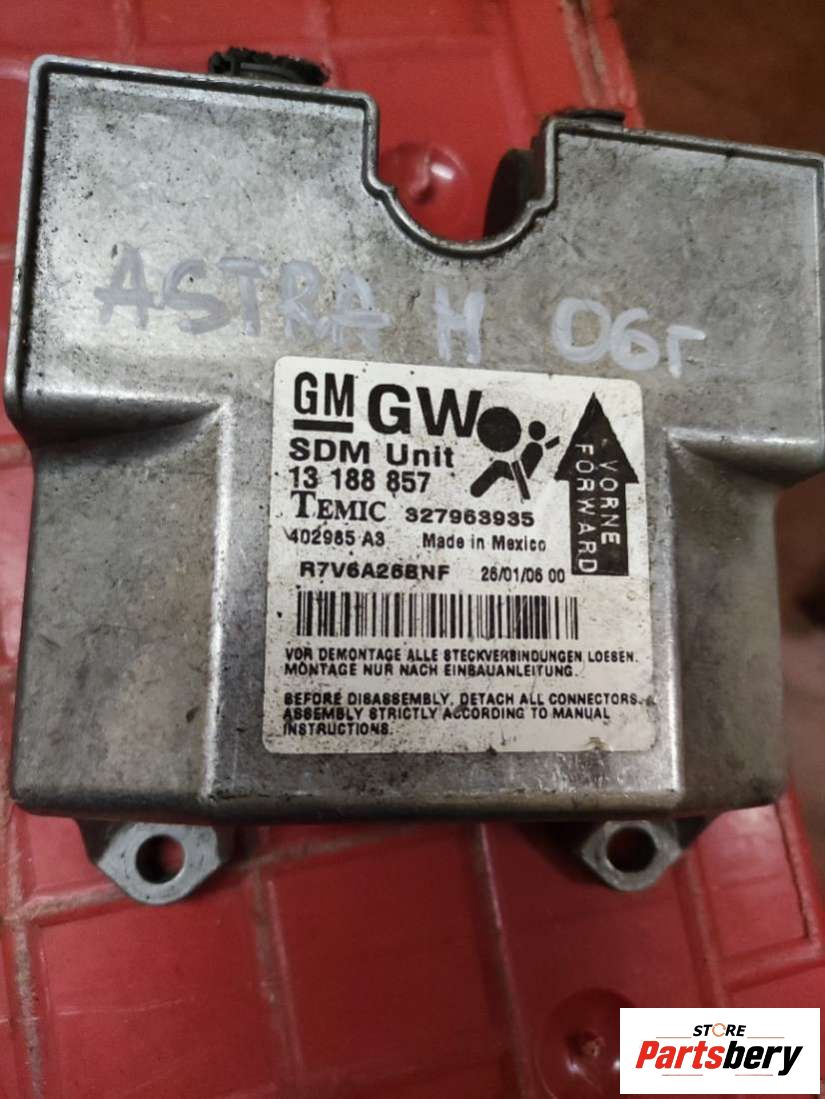 ASTRA H 06г
GM GW
SDM Unit
13 188 857
TEMIC 327963935
402985 A3 Made in Mexico
R7V6A26BNF 26/01/06 00
VORNE
FORWARD
VOR DEMONTAGE ALLE STECKVERBINDUNGEN LOESEN.
MONTAGE NUR NACH EINBAUANLEITUNG.
BEFORE DISASSEMBLY, DETACH ALL CONNECTORS.
ASSEMBLY STRICTLY ACCORDING TO MANUAL
INSTRUCTIONS.
STORE
Partsbery